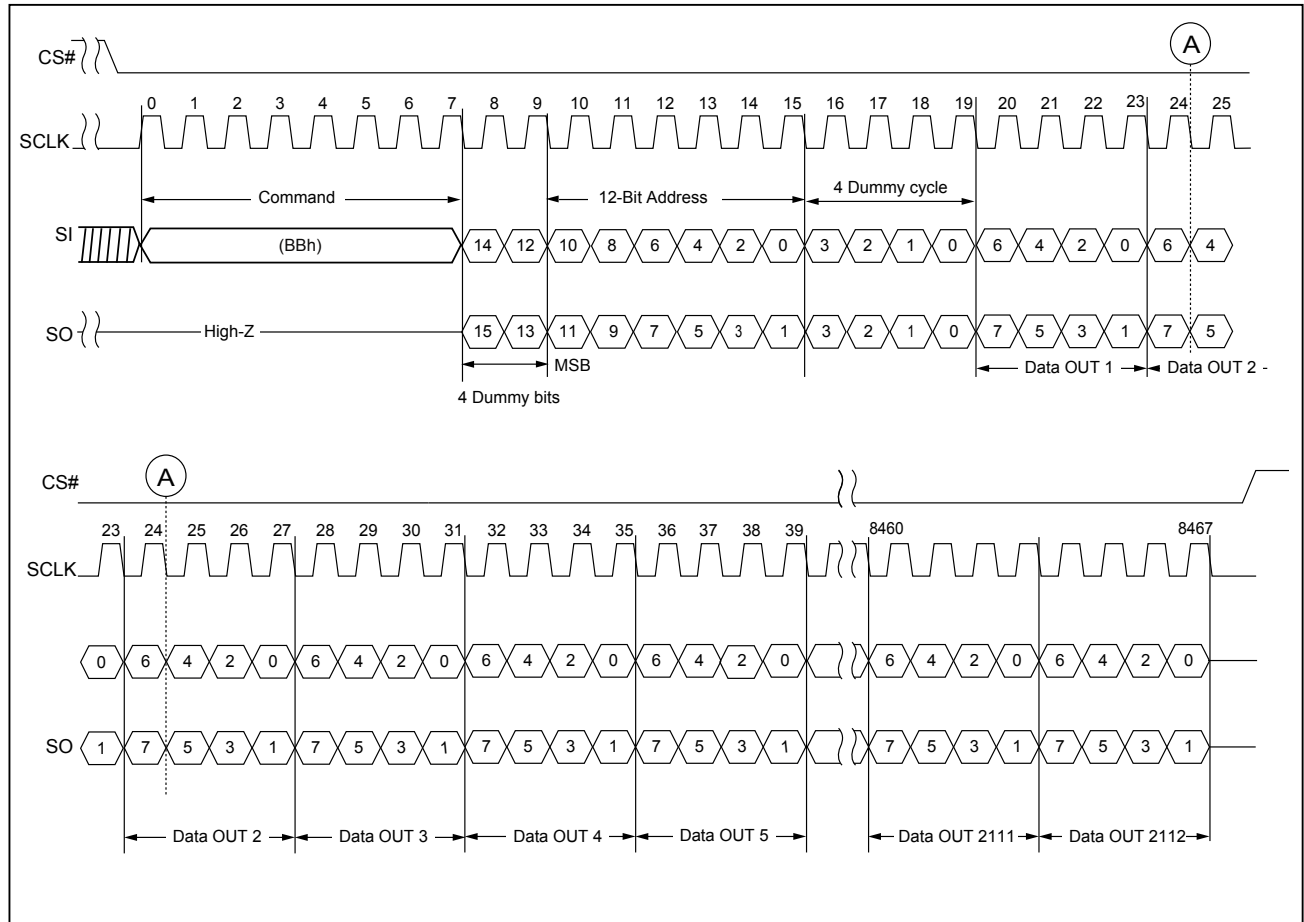 CS# A
0 1 2 3 4 5 6 7 8 9 10 11 12 13 14 15 16 17 18 19 20 21 22 23 24 25
SCLK
Command 12-Bit Address 4 Dummy cycle
SI (BBh) 14 12 10 8 6 4 2 0 3 2 1 0 6 4 2 0 6 4
SO High-Z 15 13 11 9 7 5 3 1 3 2 1 0 7 5 3 1 7 5
MSB Data OUT 1 Data OUT 2
4 Dummy bits
CS# A
23 24 25 26 27 28 29 30 31 32 33 34 35 36 37 38 39 8460 8467
SCLK
0 6 4 2 0 6 4 2 0 6 4 2 0 6 4 2 0 6 4 2 0 6 4 2 0
SO 1 7 5 3 1 7 5 3 1 7 5 3 1 7 5 3 1 7 5 3 1 7 5 3 1
Data OUT 2 Data OUT 3 Data OUT 4 Data OUT 5 Data OUT 2111 Data OUT 2112